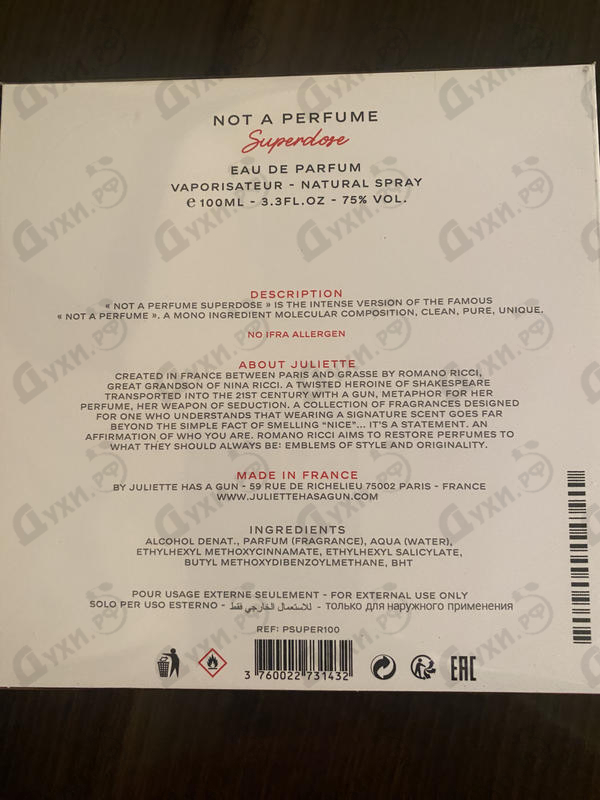 NOT A PERFUME
Superdose
EAU DE PARFUM
VAPORISATEUR - NATURAL SPRAY
℮ 100ML - 3.3FL.OZ - 75% VOL.
DESCRIPTION
« NOT A PERFUME SUPERDOSE » IS THE INTENSE VERSION OF THE FAMOUS
« NOT A PERFUME ». A MONO INGREDIENT MOLECULAR COMPOSITION, CLEAN, PURE, UNIQUE.
NO IFRA ALLERGEN
ABOUT JULIETTE
CREATED IN FRANCE BETWEEN PARIS AND GRASSE BY ROMANO RICCI,
GREAT GRANDSON OF NINA RICCI. A TWISTED HEROINE OF SHAKESPEARE
TRANSPORTED INTO THE 21ST CENTURY WITH A GUN, METAPHOR FOR HER
PERFUME, HER WEAPON OF SEDUCTION. A COLLECTION OF FRAGRANCES DESIGNED
FOR ONE WHO UNDERSTANDS THAT WEARING A SIGNATURE SCENT GOES FAR
BEYOND THE SIMPLE FACT OF SMELLING “NICE”... IT'S A STATEMENT. AN
AFFIRMATION OF WHO YOU ARE. ROMANO RICCI AIMS TO RESTORE PERFUMES TO
WHAT THEY SHOULD ALWAYS BE: EMBLEMS OF STYLE AND ORIGINALITY.
MADE IN FRANCE
BY JULIETTE HAS A GUN - 59 RUE DE RICHELIEU 75002 PARIS - FRANCE
WWW.JULIETTEHASAGUN.COM
INGREDIENTS
ALCOHOL DENAT., PARFUM (FRAGRANCE), AQUA (WATER),
ETHYLHEXYL METHOXYCINNAMATE, ETHYLHEXYL SALICYLATE,
BUTYL METHOXYDIBENZOYLMETHANE, BHT
POUR USAGE EXTERNE SEULEMENT - FOR EXTERNAL USE ONLY
SOLO PER USO ESTERNO - للاستعمال الخارجي فقط - только для наружного применения
REF: PSUPER100
3 760022 731432
EAC